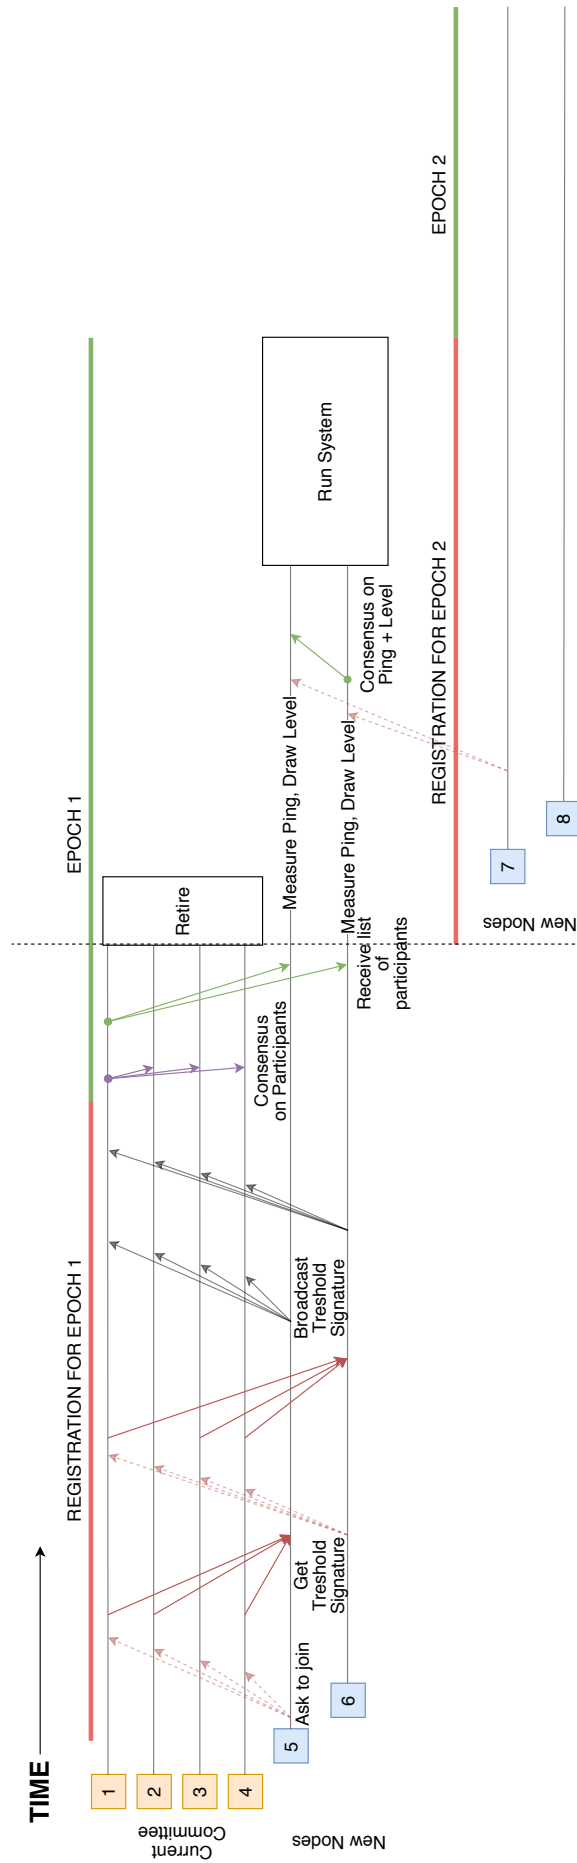 TIME
REGISTRATION FOR EPOCH 1
EPOCH 1
Current
Committee
1
2
3
4
Retire
New Nodes
5
6
Ask to join
Get
Treshold
Signature
Broadcast
Treshold
Signature
Consensus
on Participants
Receive list
of
participants
Measure Ping, Draw Level
Measure Ping, Draw Level
Consensus on
Ping + Level
Run System
REGISTRATION FOR EPOCH 2
EPOCH 2
New Nodes
7
8